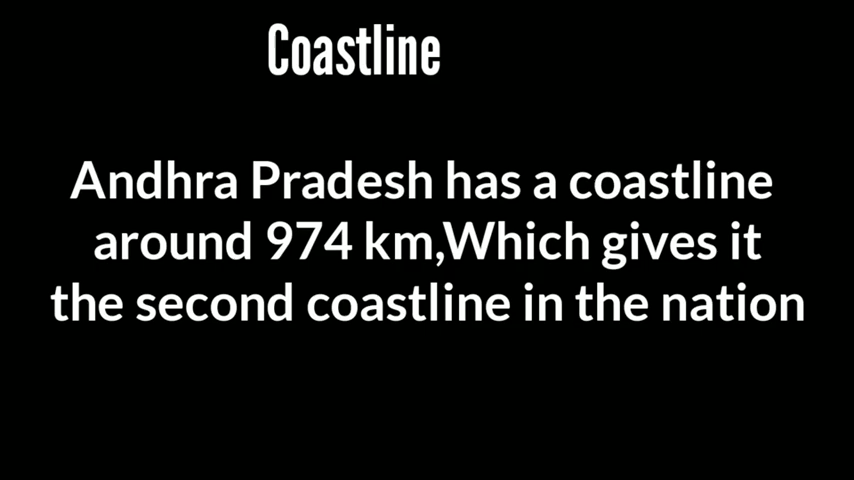 Coastline
Andhra Pradesh has a coastline
around 974 km,Which gives it
the second coastline in the nation